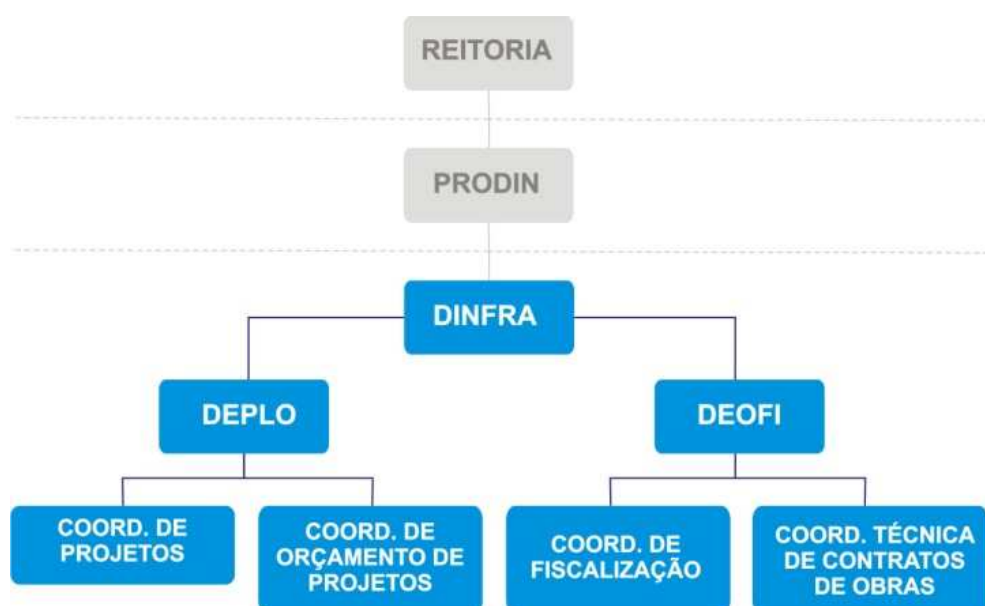 REITORIA
PRODIN
DINFRA
DEPLO
DEOFI
COORD. DE
PROJETOS
COORD. DE
ORÇAMENTO DE
PROJETOS
COORD. DE
FISCALIZAÇÃO
COORD. TÉCNICA
DE CONTRATOS
DE OBRAS